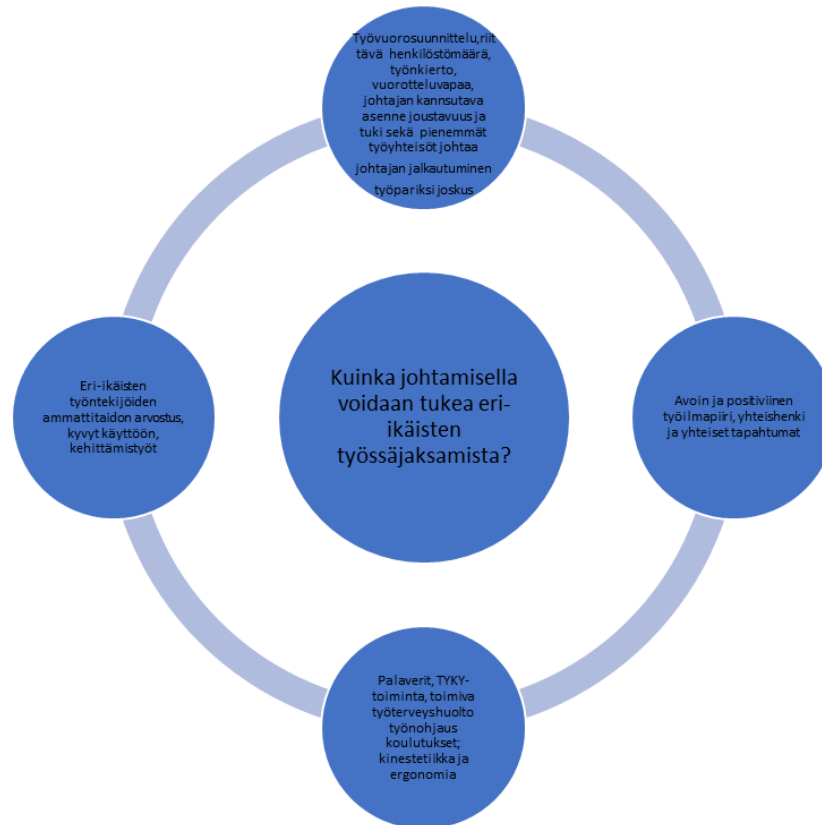 Työvuorosuunnittelu,riit
tävä henkilöstömäärä,
työnkierto,
vuorotteluvapaa,
johtajan kannsutava
asenne joustavuus ja
tuki sekä pienemmät
työyhteisöt johtaa
johtajan jalkautuminen
työpariksi joskus
Kuinka johtamisella
voidaan tukea eri-
ikäisten
työssäjaksamista?
Avoin ja positiviinen
työilmapiiri, yhteishenki
ja yhteiset tapahtumat
Palaverit, TYKY-
toiminta, toimiva
työterveyshuolto
työnohjaus
koulutukset;
kinestetiikka ja
ergonomia
Eri-ikäisten
työntekijöiden
ammattitaidon arvostus,
kyvyt käyttöön,
kehittämistyöt